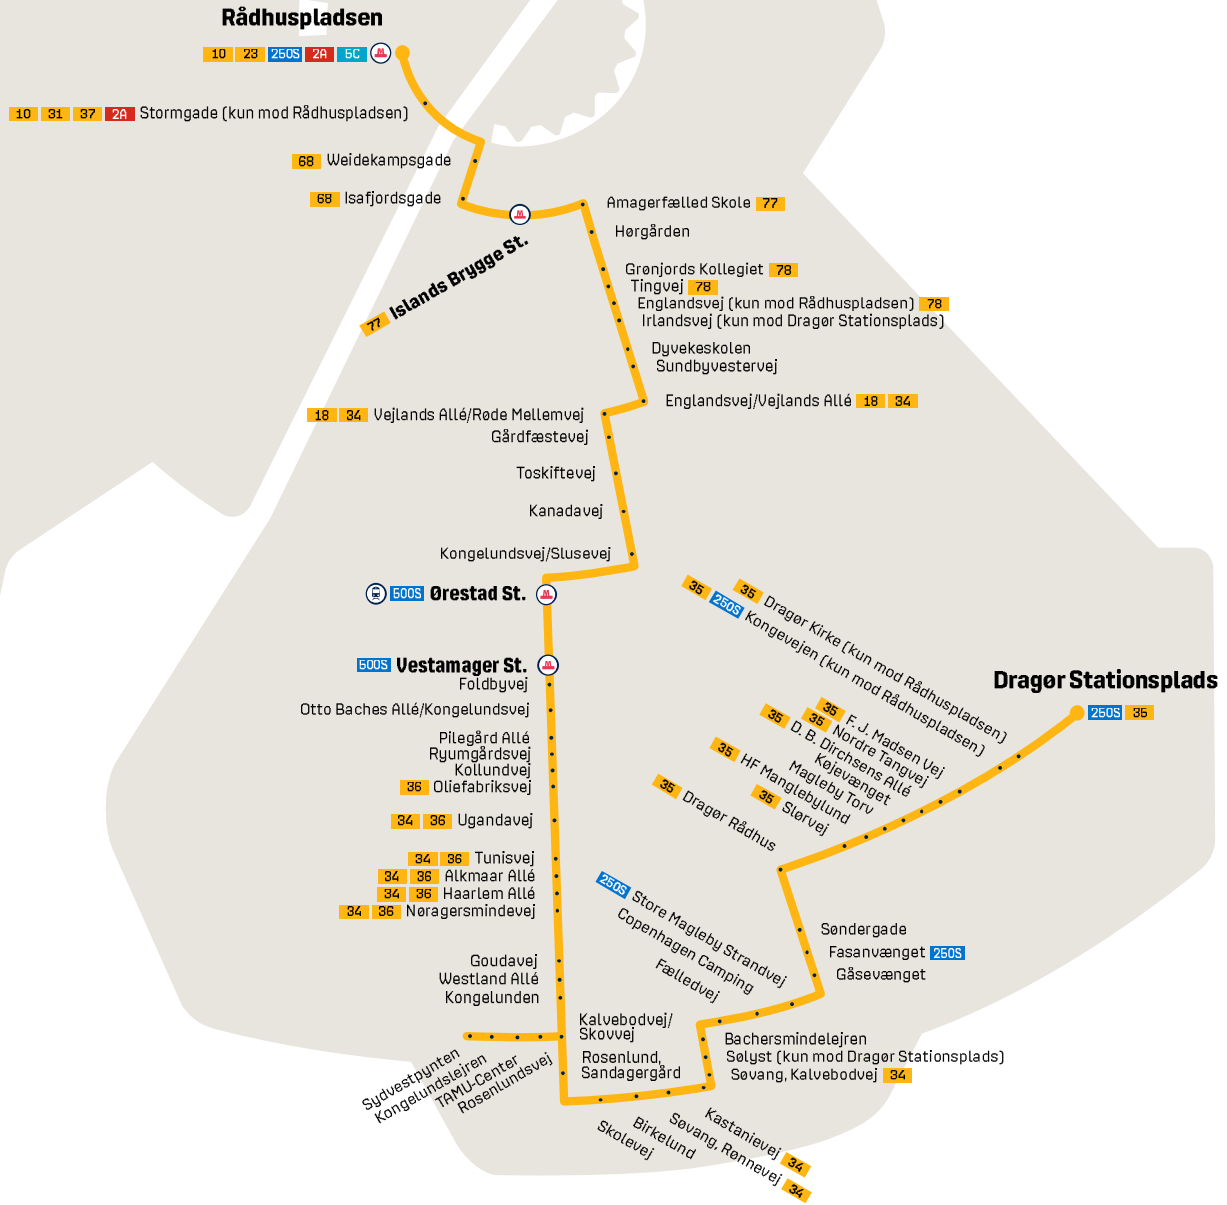 Rådhuspladsen
10 23 250S 2A 5C
10 31 37 2A Stormgade (kun mod Rådhuspladsen)
68 Weidekampsgade
68 Isafjordsgade
77 Islands Brygge St.
Amagerfælled Skole 77
Hørgården
Grønjords Kollegiet 78
Tingvej 78
Englandsvej (kun mod Rådhuspladsen) 78
Irlandsvej (kun mod Dragør Stationsplads)
Dyvekeskolen
Sundbyvestervej
Englandsvej/Vejlands Allé 18 34
18 34 Vejlands Allé/Røde Mellemvej
Gårdfæstevej
Toskiftevej
Kanadavej
Kongelundsvej/Slusevej
500S Ørestad St.
500S Vestamager St.
Foldbyvej
Otto Baches Allé/Kongelundsvej
Pilegård Allé
Ryumgårdsvej
Kollundvej
36 Oliefabriksvej
34 36 Ugandavej
34 36 Tunisvej
34 36 Alkmaar Allé
34 36 Haarlem Allé
34 36 Nøragersmindevej
Goudavej
Westland Allé
Kongelunden
Kalvebodvej/
Skovvej
Sydvestpynten
Kongelundslejren
TAMU-Center
Rosenlundsvej
Rosenlund,
Sandagergård
Skolevej
Birkelund
Søvang, Rønnevej 34
Kastanievej 34
Søvang, Kalvebodvej 34
Sølyst (kun mod Dragør Stationsplads)
Bachersmindelejren
Fælledvej
Copenhagen Camping
250S Store Magleby Strandvej
Gåsevænget
Fasanvænget 250S
Søndergade
35 Dragør Rådhus
35 Slørvej
35 HF Manglebylund
Magleby Torv
Køjevænget
35 D. B. Dirchsens Allé
35 Nordre Tangvej
35 F. J. Madsen Vej
35 250S Kongevejen (kun mod Rådhuspladsen)
35 Dragør Kirke (kun mod Rådhuspladsen)
Dragør Stationsplads
250S 35